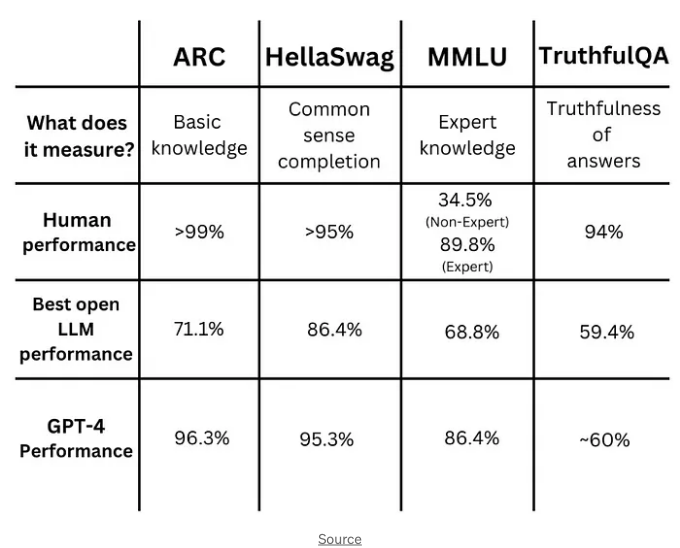 ARC HellaSwag MMLU TruthfulQA
What does it measure? Basic knowledge Common sense completion Expert knowledge Truthfulness of answers
Human performance >99% >95% 34.5% (Non-Expert) 89.8% (Expert) 94%
Best open LLM performance 71.1% 86.4% 68.8% 59.4%
GPT-4 Performance 96.3% 95.3% 86.4% ~60%
Source